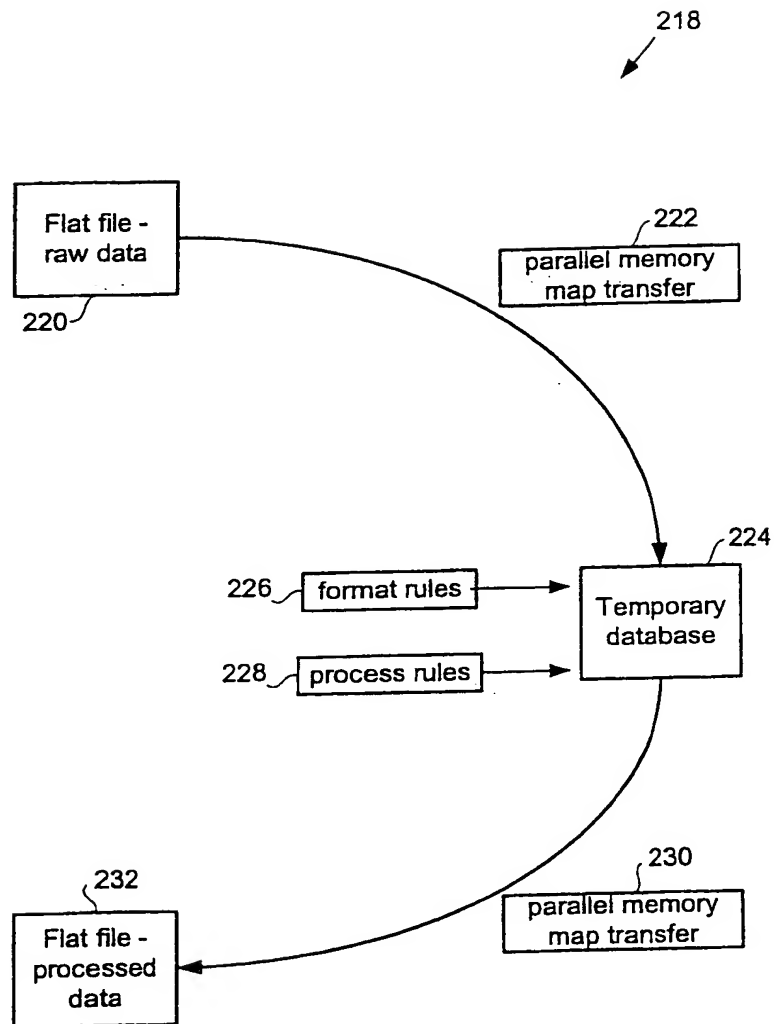 218
Flat file -
raw data
220
222
parallel memory
map transfer
224
Temporary
database
226
format rules
228
process rules
230
parallel memory
map transfer
232
Flat file -
processed
data